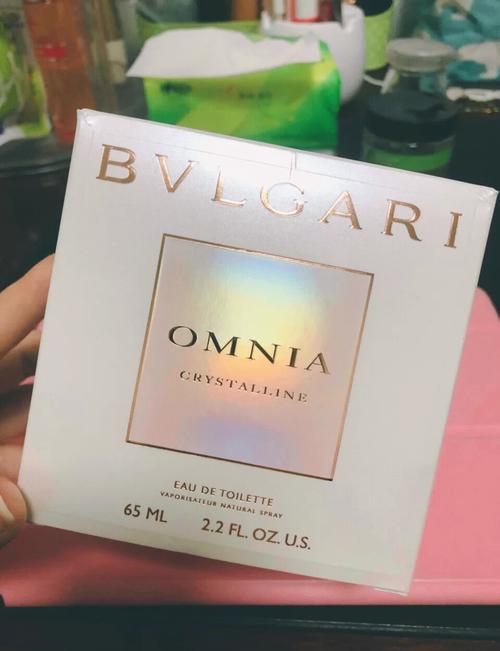 BVLGARI
OMNIA
CRYSTALLINE
EAU DE TOILETTE
VAPORISATEUR NATURAL SPRAY
65 ML 2.2 FL. OZ. U.S.